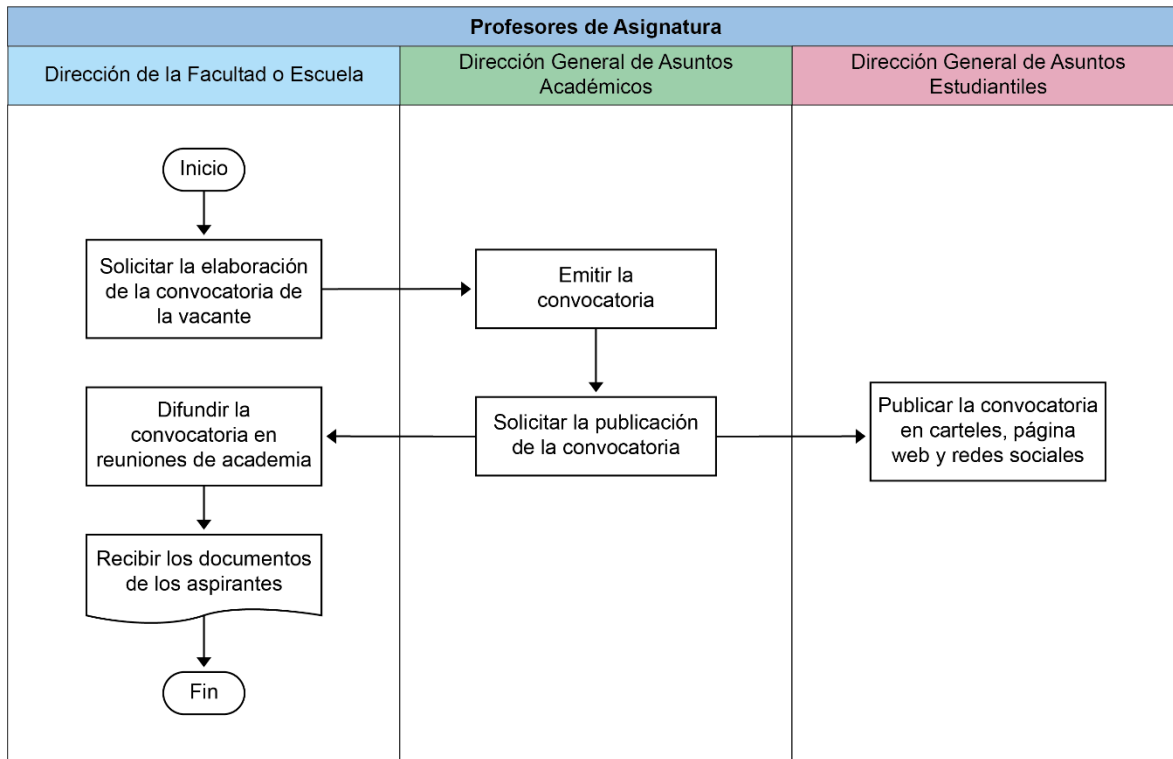 Profesores de Asignatura
Dirección de la Facultad o Escuela
Dirección General de Asuntos
Académicos
Dirección General de Asuntos
Estudiantiles
Inicio
Solicitar la elaboración
de la convocatoria de
la vacante
Emitir la
convocatoria
Difundir la
convocatoria en
reuniones de academia
Solicitar la publicación
de la convocatoria
Publicar la convocatoria
en carteles, página
web y redes sociales
Recibir los documentos
de los aspirantes
Fin